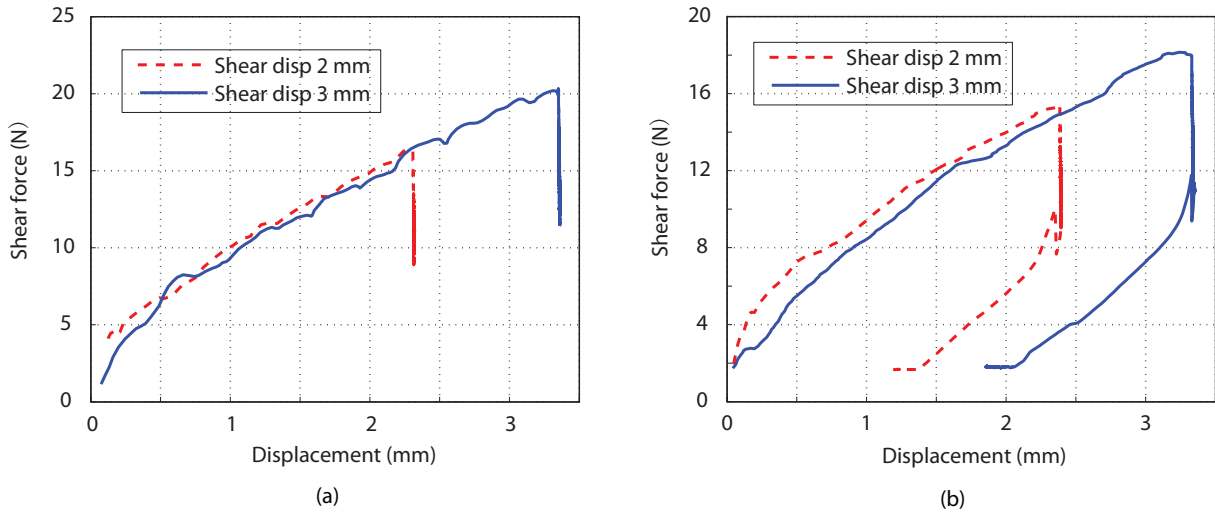 25
20
15
10
5
0
0
1
2
3
Shear force (N)
Displacement (mm)
Shear disp 2 mm
Shear disp 3 mm
(a)
20
16
12
8
4
0
0
1
2
3
Shear force (N)
Displacement (mm)
Shear disp 2 mm
Shear disp 3 mm
(b)